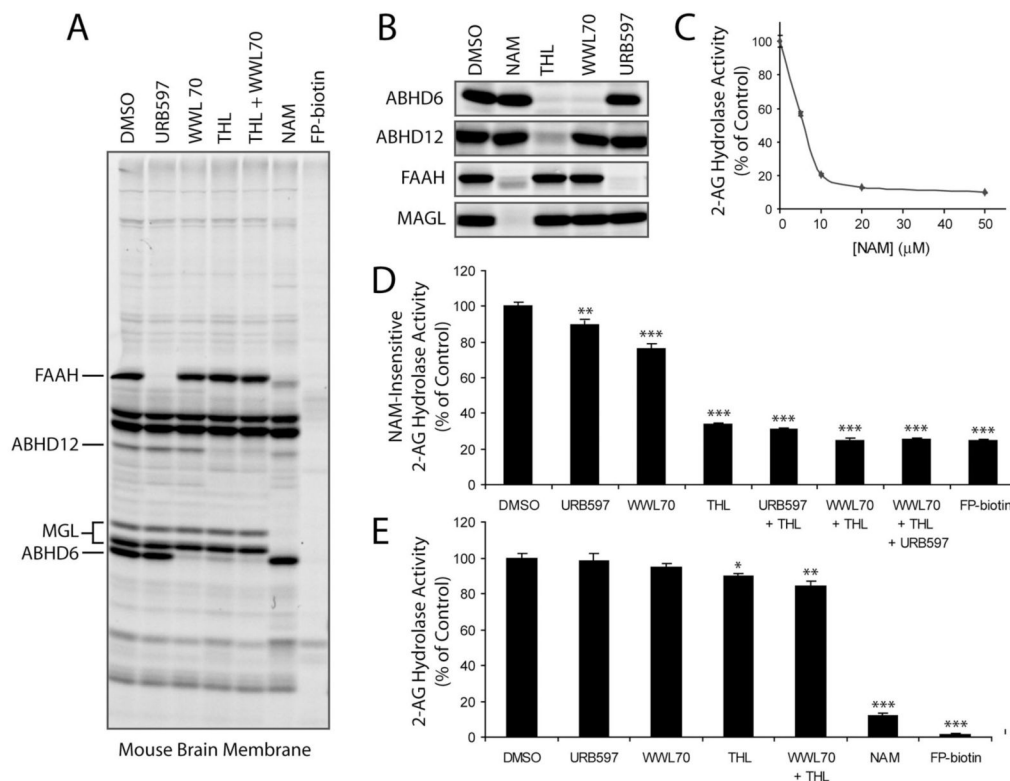 A
DMSO
URB597
WWL 70
THL
THL + WWL70
NAM
FP-biotin
FAAH
ABHD12
MGL
ABHD6
Mouse Brain Membrane
B
DMSO
NAM
THL
WWL70
URB597
ABHD6
ABHD12
FAAH
MAGL
C
2-AG Hydrolase Activity
(% of Control)
100
80
60
40
20
0
0 10 20 30 40 50
[NAM] (μM)
D
NAM-Insensitive
2-AG Hydrolase Activity
(% of Control)
120
100
80
60
40
20
0
** *** *** *** *** *** ***
DMSO URB597 WWL70 THL URB597 WWL70 WWL70 FP-biotin
+ THL + THL + THL
+ URB597
E
2-AG Hydrolase Activity
(% of Control)
120
100
80
60
40
20
0
* ** *** ***
DMSO URB597 WWL70 THL WWL70 NAM FP-biotin
+ THL